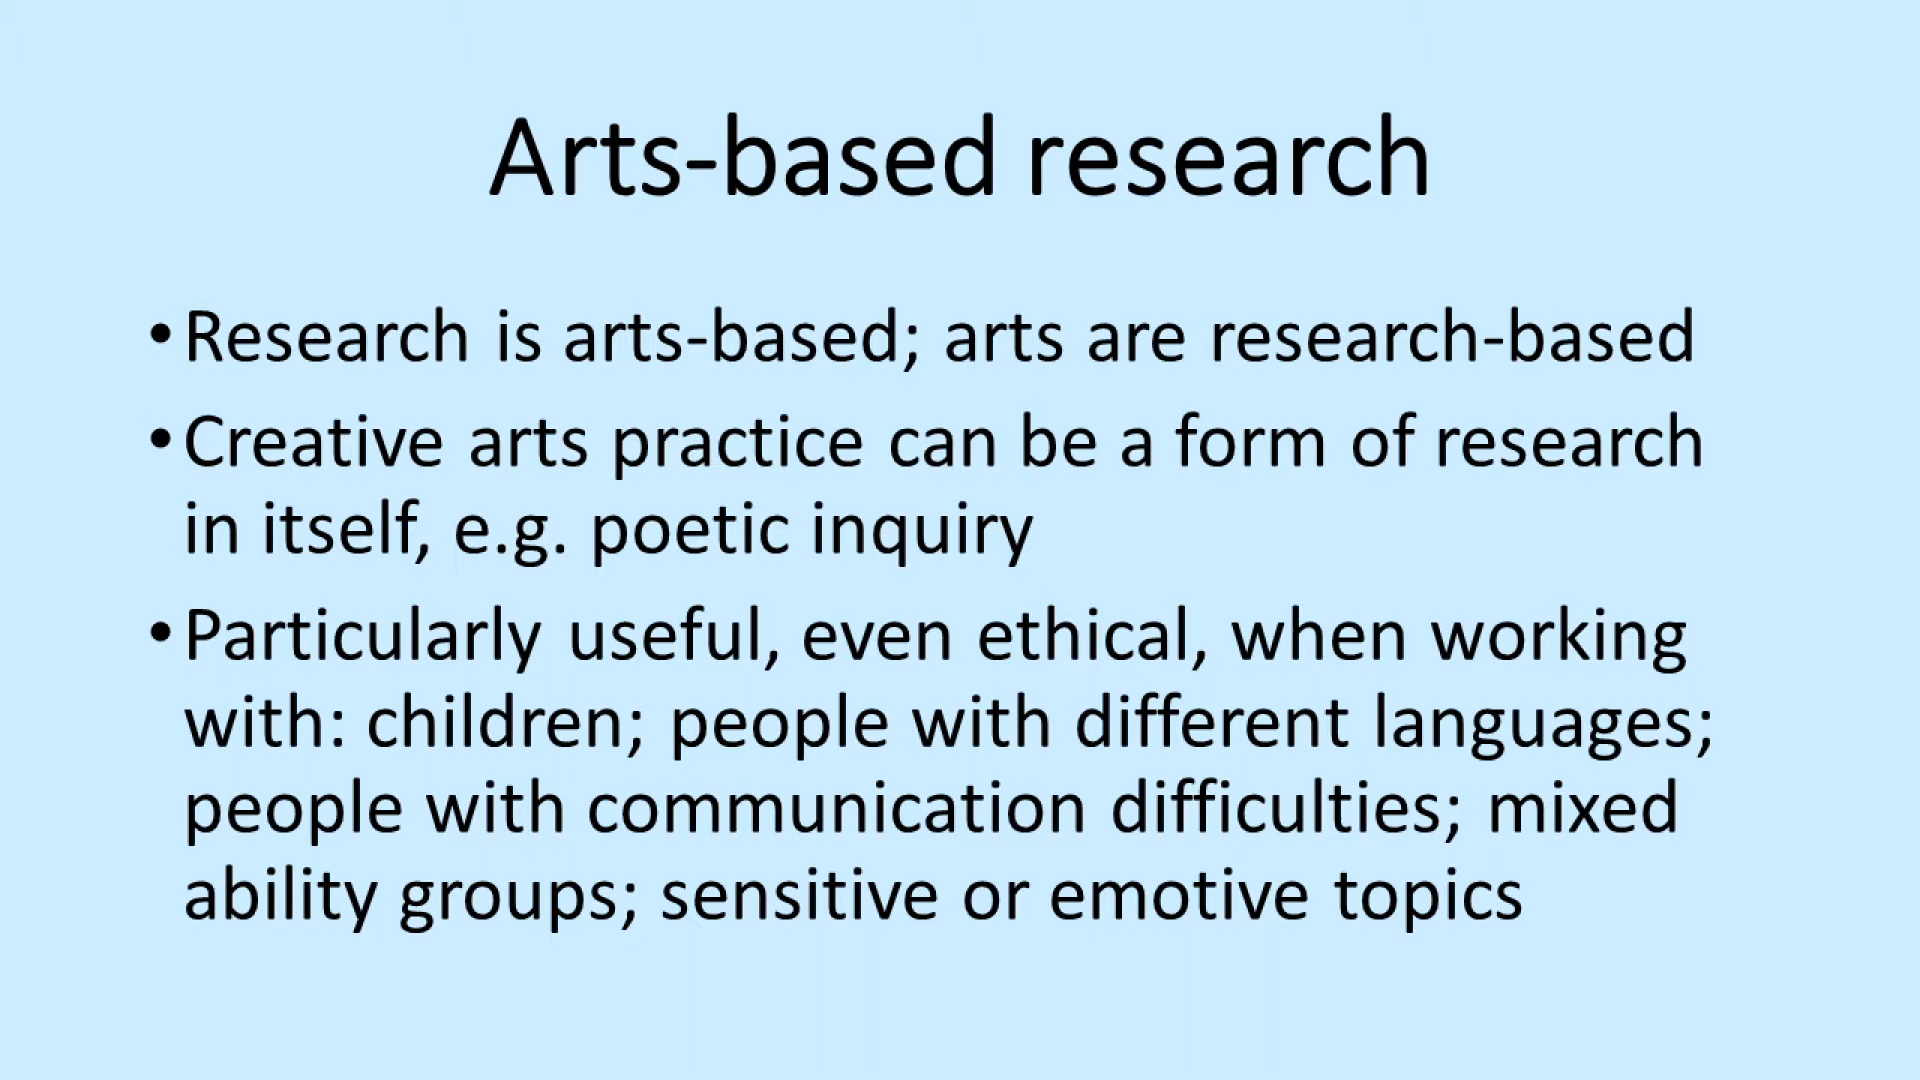 Arts-based research
•Research is arts-based; arts are research-based
•Creative arts practice can be a form of research
in itself, e.g. poetic inquiry
•Particularly useful, even ethical, when working
with: children; people with different languages;
people with communication difficulties; mixed
ability groups; sensitive or emotive topics